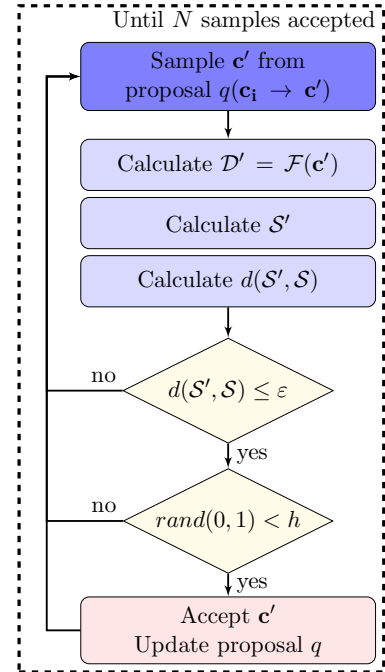 Until N samples accepted
Sample c′ from
proposal q(cᵢ → c′)
Calculate 𝒟′ = ℱ(c′)
Calculate 𝒮′
Calculate d(𝒮′, 𝒮)
no
d(𝒮′, 𝒮) ≤ ε
yes
no
rand(0, 1) < h
yes
Accept c′
Update proposal q